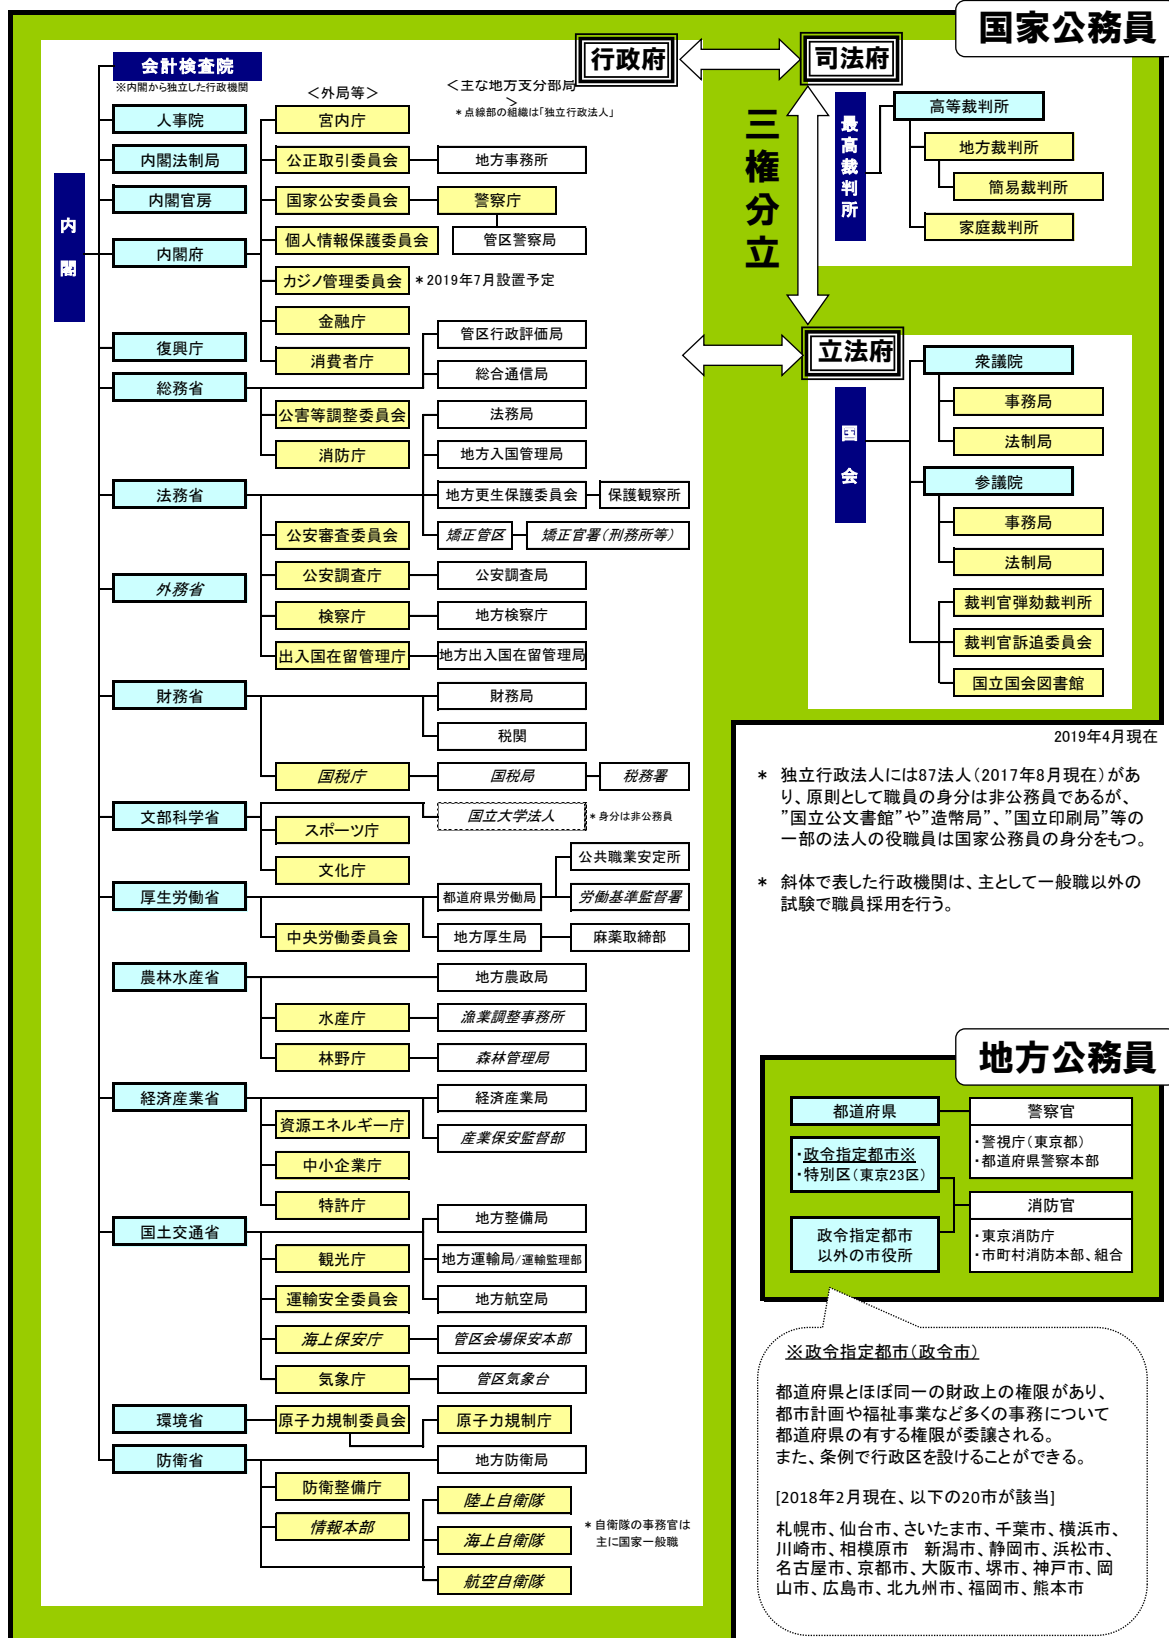 国家公務員
行政府
司法府
三権分立
立法府
会計検査院
※内閣から独立した行政機関
＜外局等＞
＜主な地方支分部局
＞
＊点線部の組織は「独立行政法人」
内閣
人事院
宮内庁
内閣法制局
公正取引委員会
地方事務所
内閣官房
国家公安委員会
警察庁
個人情報保護委員会
管区警察局
内閣府
カジノ管理委員会
＊2019年7月設置予定
金融庁
復興庁
消費者庁
管区行政評価局
総務省
総合通信局
公害等調整委員会
法務局
消防庁
地方入国管理局
法務省
地方更生保護委員会
保護観察所
公安審査委員会
矯正管区
矯正官署（刑務所等）
外務省
公安調査庁
公安調査局
検察庁
地方検察庁
出入国在留管理庁
地方出入国在留管理局
財務省
財務局
税関
国税庁
国税局
税務署
文部科学省
国立大学法人
＊身分は非公務員
スポーツ庁
文化庁
公共職業安定所
厚生労働省
都道府県労働局
労働基準監督署
中央労働委員会
地方厚生局
麻薬取締部
農林水産省
地方農政局
水産庁
漁業調整事務所
林野庁
森林管理局
経済産業省
経済産業局
資源エネルギー庁
産業保安監督部
中小企業庁
特許庁
国土交通省
地方整備局
観光庁
地方運輸局/運輸監理部
運輸安全委員会
地方航空局
海上保安庁
管区会場保安本部
気象庁
管区気象台
環境省
原子力規制委員会
原子力規制庁
防衛省
地方防衛局
防衛整備庁
陸上自衛隊
情報本部
海上自衛隊
航空自衛隊
＊自衛隊の事務官は
主に国家一般職
最高裁判所
高等裁判所
地方裁判所
簡易裁判所
家庭裁判所
国会
衆議院
事務局
法制局
参議院
事務局
法制局
裁判官弾劾裁判所
裁判官訴追委員会
国立国会図書館
2019年4月現在
＊ 独立行政法人には87法人（2017年8月現在）があ
り、原則として職員の身分は非公務員であるが、
”国立公文書館”や”造幣局”、”国立印刷局”等の
一部の法人の役職員は国家公務員の身分をもつ。
＊ 斜体で表した行政機関は、主として一般職以外の
試験で職員採用を行う。
地方公務員
都道府県
警察官
・警視庁（東京都）
・都道府県警察本部
・政令指定都市※
・特別区（東京23区）
消防官
・東京消防庁
・市町村消防本部、組合
政令指定都市
以外の市役所
※政令指定都市（政令市）
都道府県とほぼ同一の財政上の権限があり、
都市計画や福祉事業など多くの事務について
都道府県の有する権限が委譲される。
また、条例で行政区を設けることができる。
[2018年2月現在、以下の20市が該当]
札幌市、仙台市、さいたま市、千葉市、横浜市、
川崎市、相模原市　新潟市、静岡市、浜松市、
名古屋市、京都市、大阪市、堺市、神戸市、岡
山市、広島市、北九州市、福岡市、熊本市